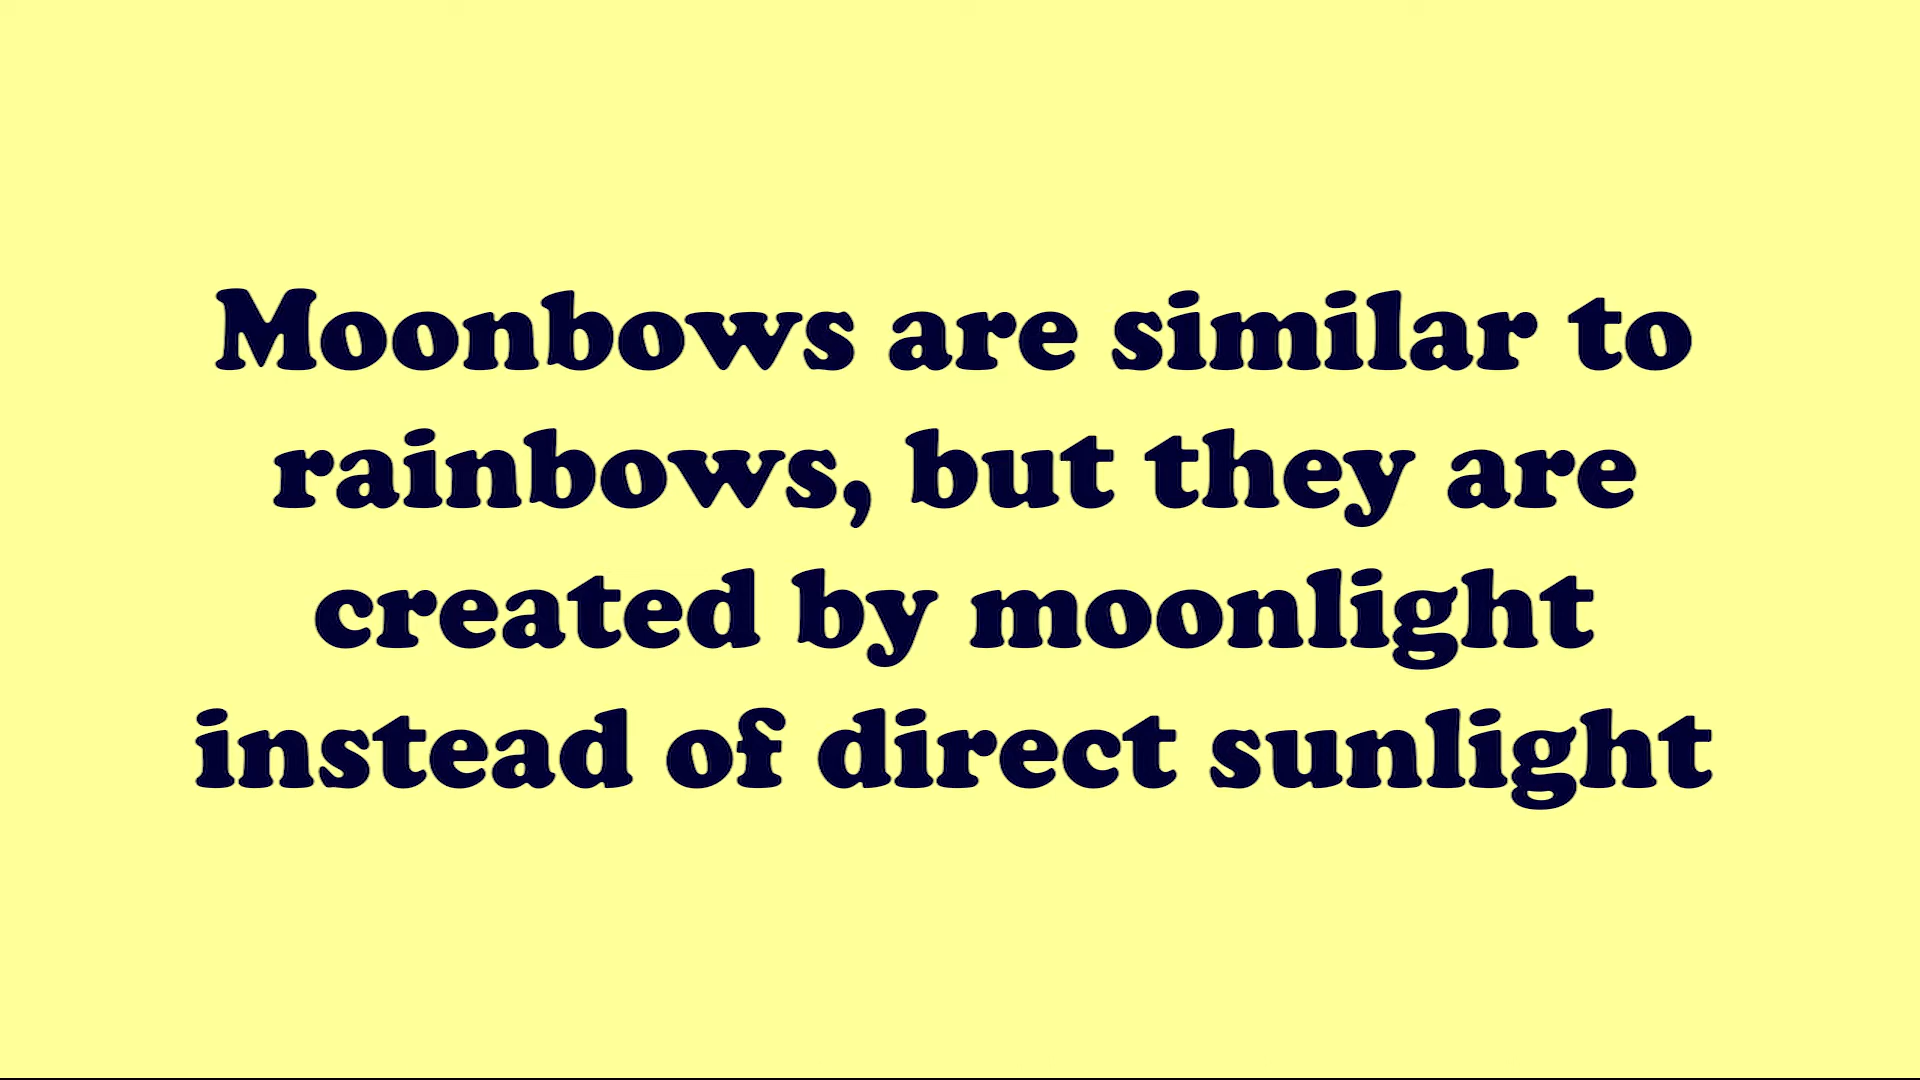 Moonbows are similar to
rainbows, but they are
created by moonlight
instead of direct sunlight